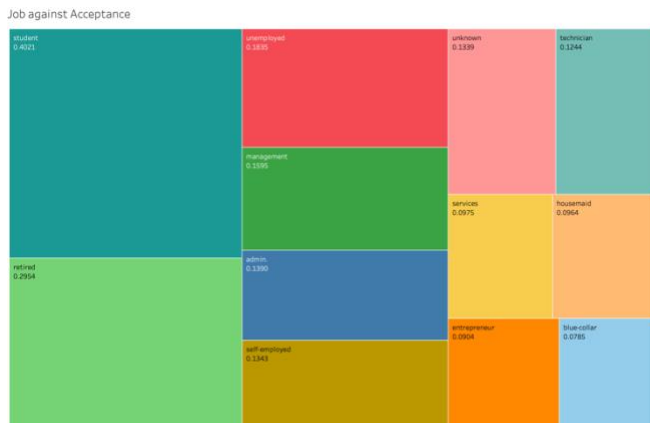 Job against Acceptance
student
0.4021
retired
0.2954
unemployed
0.1835
management
0.1595
admin.
0.1390
self-employed
0.1343
unknown
0.1339
technician
0.1244
services
0.0975
housemaid
0.0964
entrepreneur
0.0904
blue-collar
0.0785